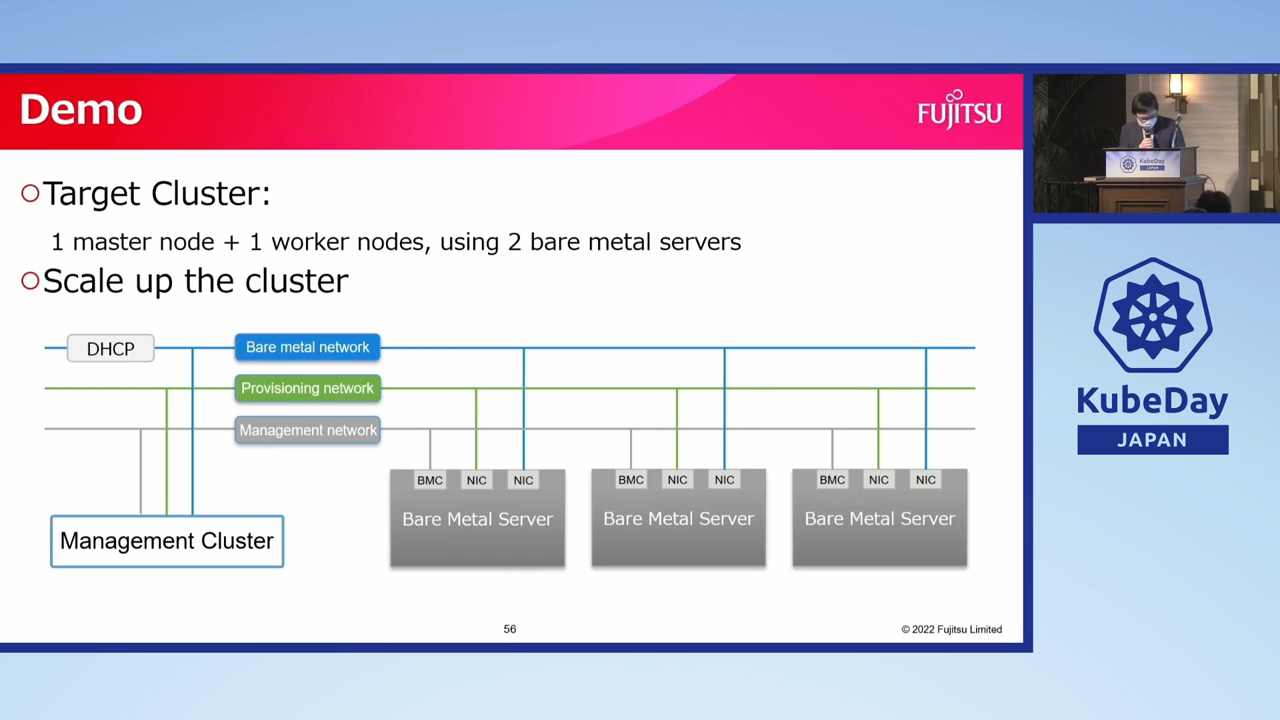 Demo
FUJITSU
Target Cluster:
1 master node + 1 worker nodes, using 2 bare metal servers
Scale up the cluster
DHCP
Bare metal network
Provisioning network
Management network
BMC NIC NIC
Bare Metal Server
BMC NIC NIC
Bare Metal Server
BMC NIC NIC
Bare Metal Server
Management Cluster
56
© 2022 Fujitsu Limited
KubeDay
JAPAN
KubeDay
JAPAN